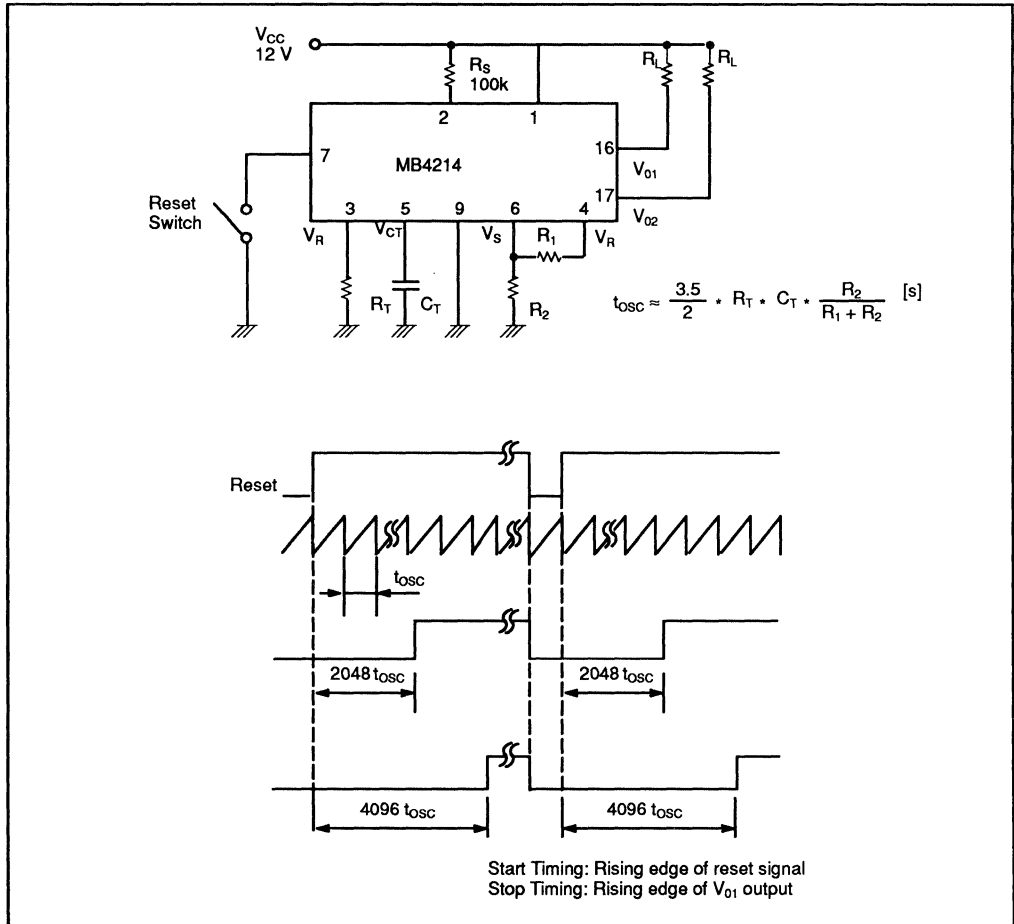 VCC
12 V
RS
100k
RL
RL
2
1
7
MB4214
16
V01
17
V02
Reset
Switch
3
5
9
6
4
VR
VCT
VS
R1
VR
RT
CT
R2
tOSC ≈ 3.5/2 * RT * CT * R2/(R1 + R2) [s]
Reset
tOSC
2048 tOSC
2048 tOSC
4096 tOSC
4096 tOSC
Start Timing: Rising edge of reset signal
Stop Timing: Rising edge of V01 output